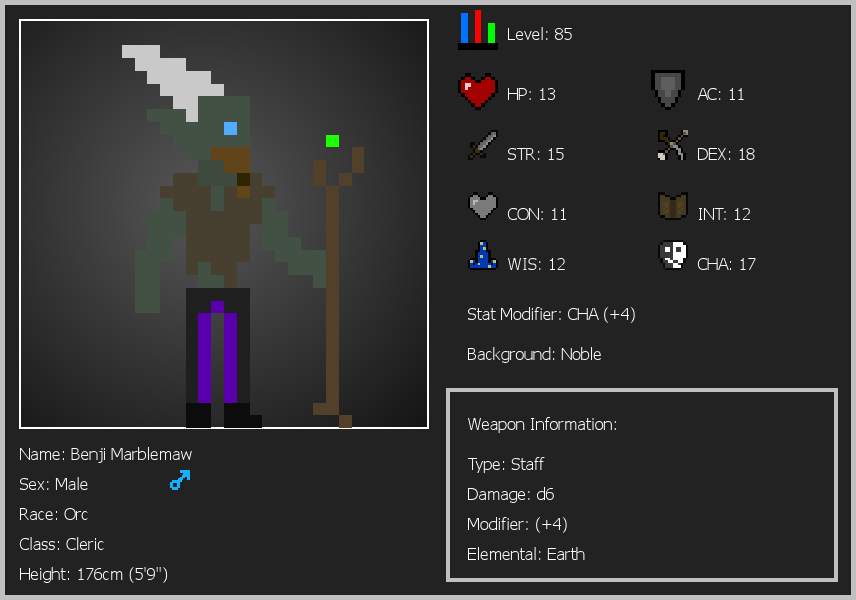 Level: 85
HP: 13
AC: 11
STR: 15
DEX: 18
CON: 11
INT: 12
WIS: 12
CHA: 17
Stat Modifier: CHA (+4)
Background: Noble
Weapon Information:
Type: Staff
Damage: d6
Modifier: (+4)
Elemental: Earth
Name: Benji Marblemaw
Sex: Male
Race: Orc
Class: Cleric
Height: 176cm (5'9")